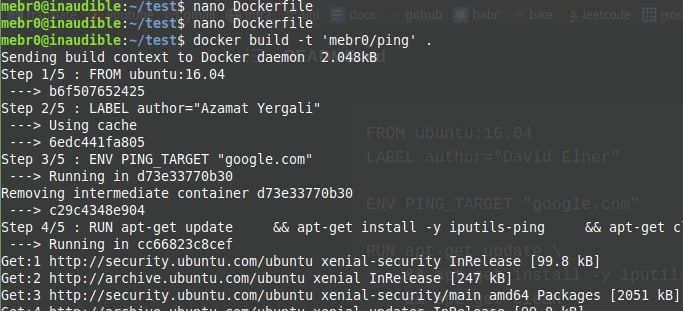 mebr0@inaudible:~/test$ nano Dockerfile
mebr0@inaudible:~/test$ nano Dockerfile
mebr0@inaudible:~/test$ docker build -t 'mebr0/ping' .
Sending build context to Docker daemon  2.048kB
Step 1/5 : FROM ubuntu:16.04
 ---> b6f507652425
Step 2/5 : LABEL author="Azamat Yergali"
 ---> Using cache
 ---> 6edc441fa805
Step 3/5 : ENV PING_TARGET "google.com"
 ---> Running in d73e33770b30
Removing intermediate container d73e33770b30
 ---> c29c4348e904
Step 4/5 : RUN apt-get update     && apt-get install -y iputils-ping     && apt-get cl
 ---> Running in cc66823c8cef
Get:1 http://security.ubuntu.com/ubuntu xenial-security InRelease [99.8 kB]
Get:2 http://archive.ubuntu.com/ubuntu xenial InRelease [247 kB]
Get:3 http://security.ubuntu.com/ubuntu xenial-security/main amd64 Packages [2051 kB]
Get:4 http://archive.ubuntu.com/ubuntu xenial-updates InRelease [99.8 kB]
docs github habr bike leetcode json
FROM ubuntu:16.04
LABEL author="David Elner"
ENV PING_TARGET "google.com"
RUN apt-get update \